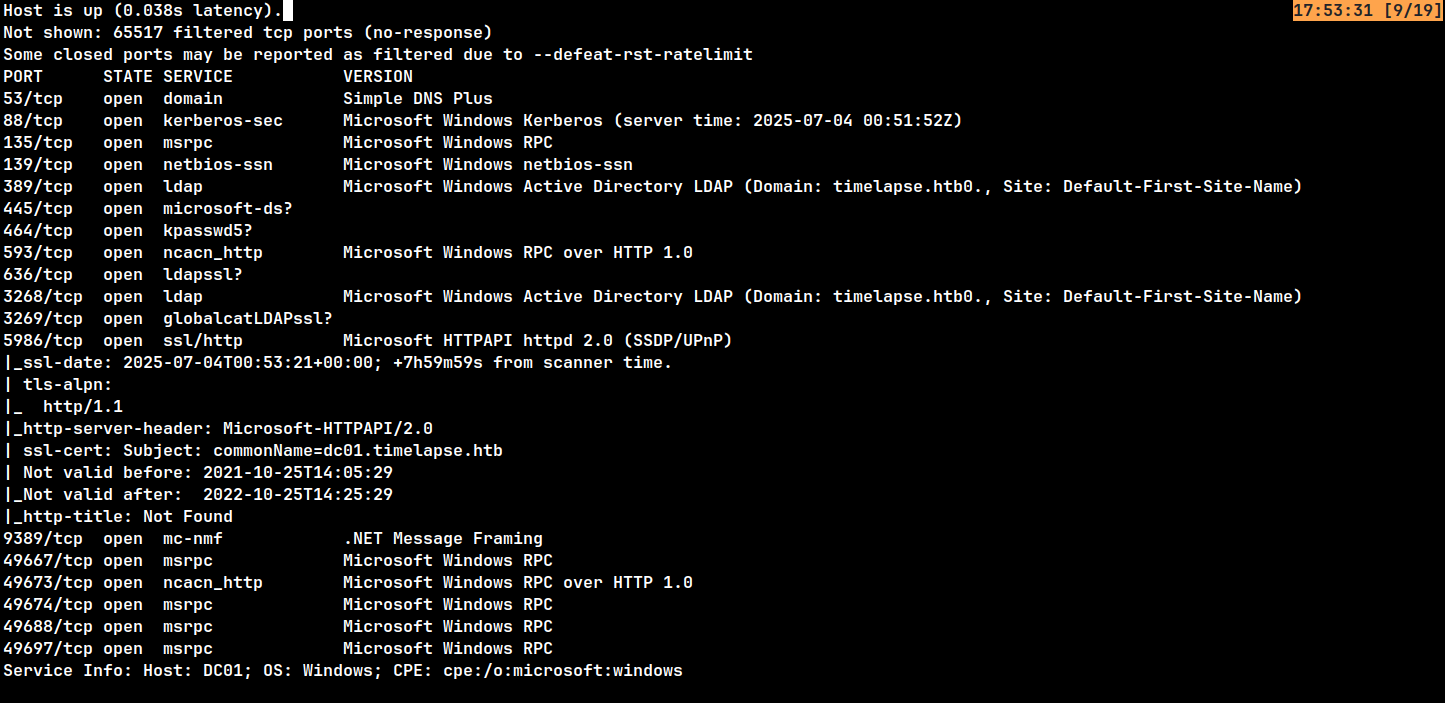 Host is up (0.038s latency). 17:53:31 [9/19]
Not shown: 65517 filtered tcp ports (no-response)
Some closed ports may be reported as filtered due to --defeat-rst-ratelimit
PORT      STATE SERVICE           VERSION
53/tcp    open  domain            Simple DNS Plus
88/tcp    open  kerberos-sec      Microsoft Windows Kerberos (server time: 2025-07-04 00:51:52Z)
135/tcp   open  msrpc             Microsoft Windows RPC
139/tcp   open  netbios-ssn       Microsoft Windows netbios-ssn
389/tcp   open  ldap              Microsoft Windows Active Directory LDAP (Domain: timelapse.htb0., Site: Default-First-Site-Name)
445/tcp   open  microsoft-ds?
464/tcp   open  kpasswd5?
593/tcp   open  ncacn_http        Microsoft Windows RPC over HTTP 1.0
636/tcp   open  ldapssl?
3268/tcp  open  ldap              Microsoft Windows Active Directory LDAP (Domain: timelapse.htb0., Site: Default-First-Site-Name)
3269/tcp  open  globalcatLDAPssl?
5986/tcp  open  ssl/http          Microsoft HTTPAPI httpd 2.0 (SSDP/UPnP)
|_ssl-date: 2025-07-04T00:53:21+00:00; +7h59m59s from scanner time.
| tls-alpn:
|_  http/1.1
|_http-server-header: Microsoft-HTTPAPI/2.0
| ssl-cert: Subject: commonName=dc01.timelapse.htb
| Not valid before: 2021-10-25T14:05:29
|_Not valid after:  2022-10-25T14:25:29
|_http-title: Not Found
9389/tcp  open  mc-nmf            .NET Message Framing
49667/tcp open  msrpc             Microsoft Windows RPC
49673/tcp open  ncacn_http        Microsoft Windows RPC over HTTP 1.0
49674/tcp open  msrpc             Microsoft Windows RPC
49688/tcp open  msrpc             Microsoft Windows RPC
49697/tcp open  msrpc             Microsoft Windows RPC
Service Info: Host: DC01; OS: Windows; CPE: cpe:/o:microsoft:windows